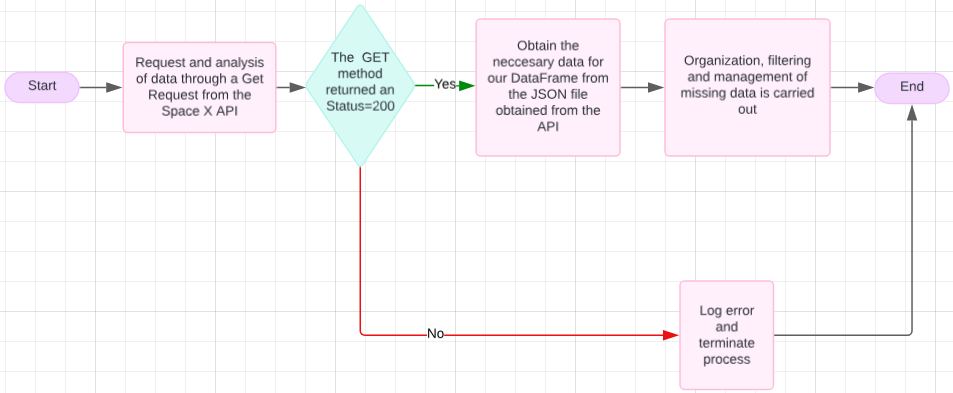 Start
Request and analysis
of data through a Get
Request from the
Space X API
The GET
method
returned an
Status=200
Yes
Obtain the
neccesary data for
our DataFrame from
the JSON file
obtained from the
API
Organization, filtering
and management of
missing data is carried
out
End
No
Log error
and
terminate
process